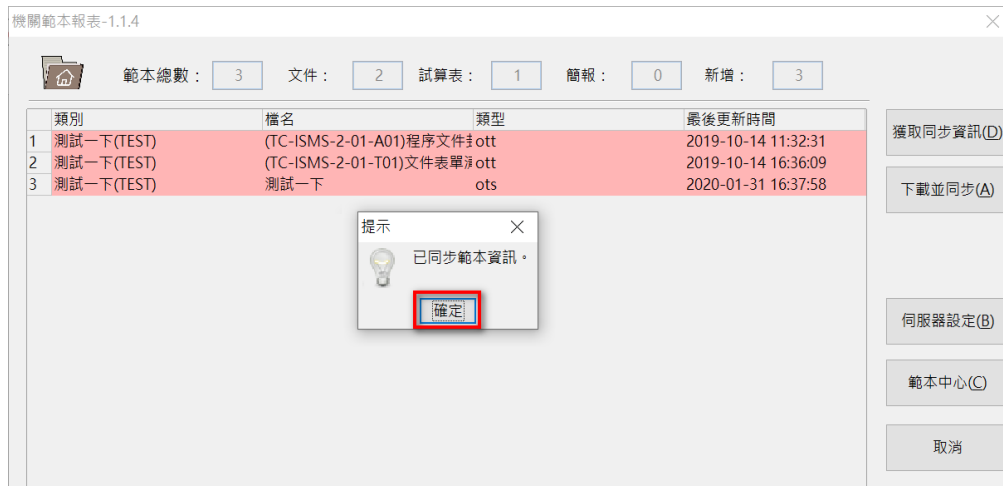 機關範本報表-1.1.4
範本總數： 3 文件： 2 試算表： 1 簡報： 0 新增： 3
類別 檔名 類型 最後更新時間
1 測試一下(TEST) (TC-ISMS-2-01-A01)程序文件 ott 2019-10-14 11:32:31
2 測試一下(TEST) (TC-ISMS-2-01-T01)文件表單 ott 2019-10-14 16:36:09
3 測試一下(TEST) 測試一下 ots 2020-01-31 16:37:58
獲取同步資訊(D)
下載並同步(A)
提示
已同步範本資訊。
確定
伺服器設定(B)
範本中心(C)
取消